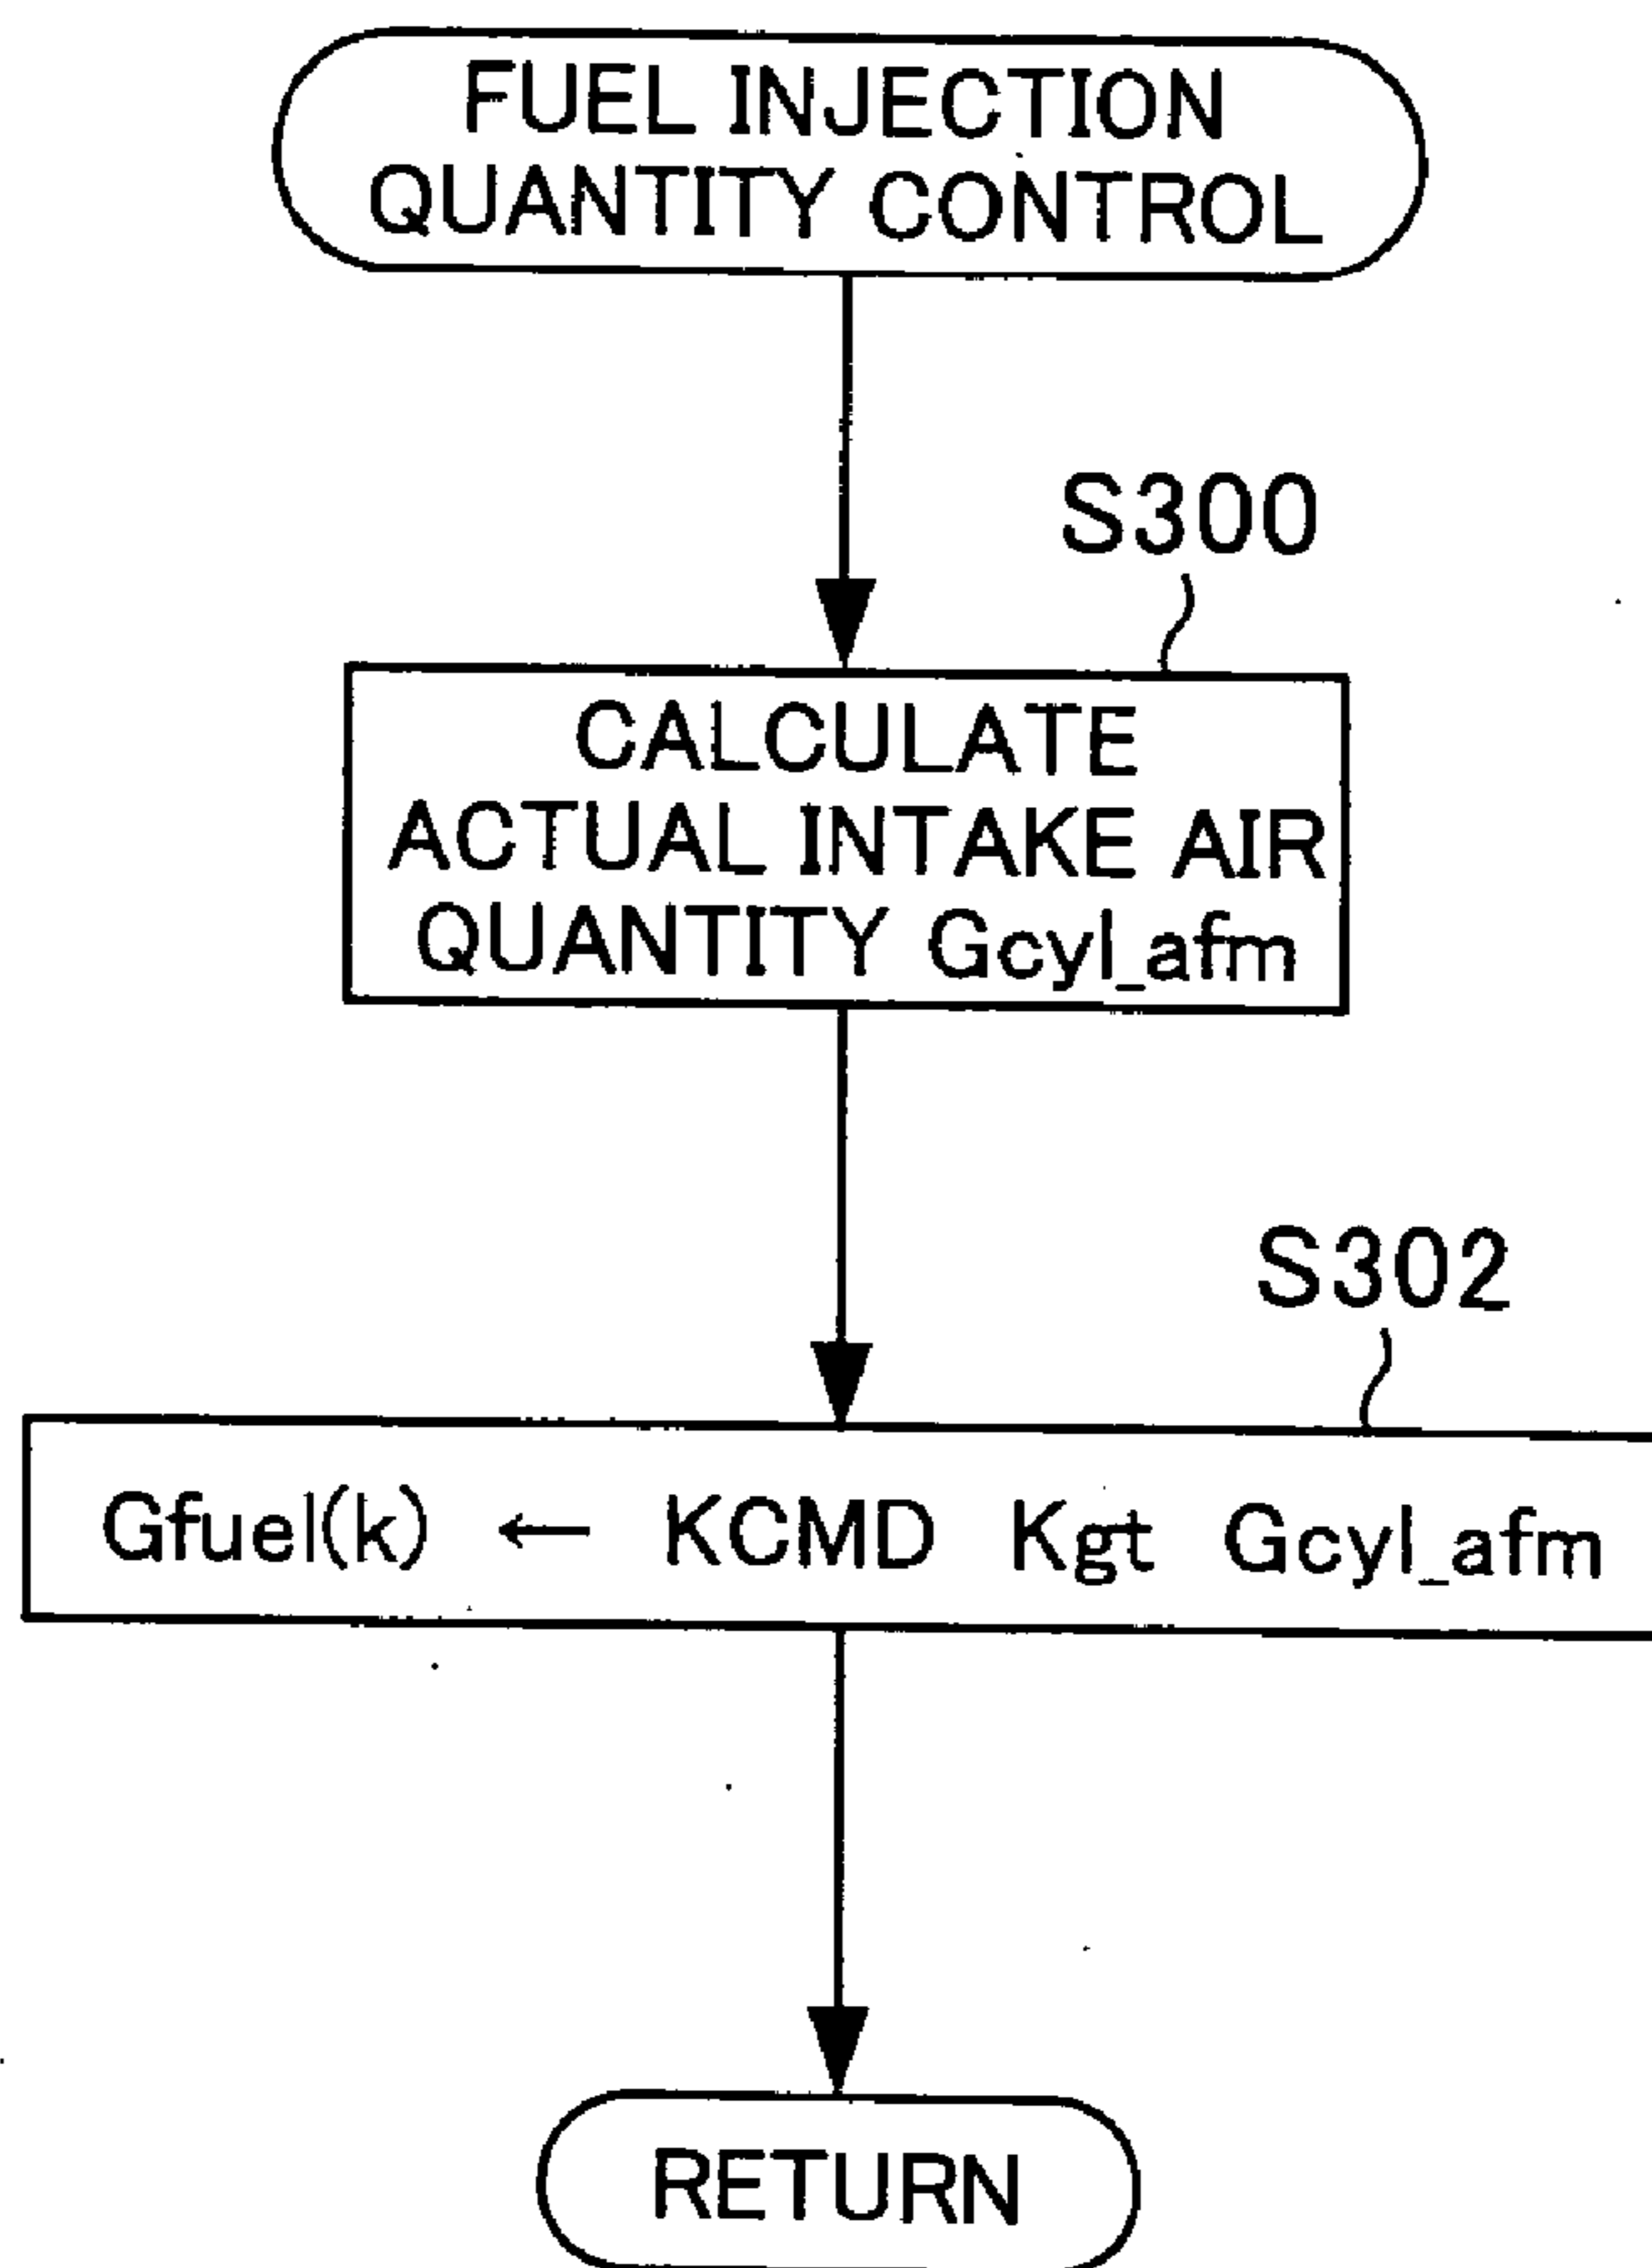 FUEL INJECTION
QUANTITY CONTROL
S300
CALCULATE
ACTUAL INTAKE AIR
QUANTITY Gcyl_afm
S302
Gfuel(k) ← KCMD Kgt Gcyl_afm
RETURN